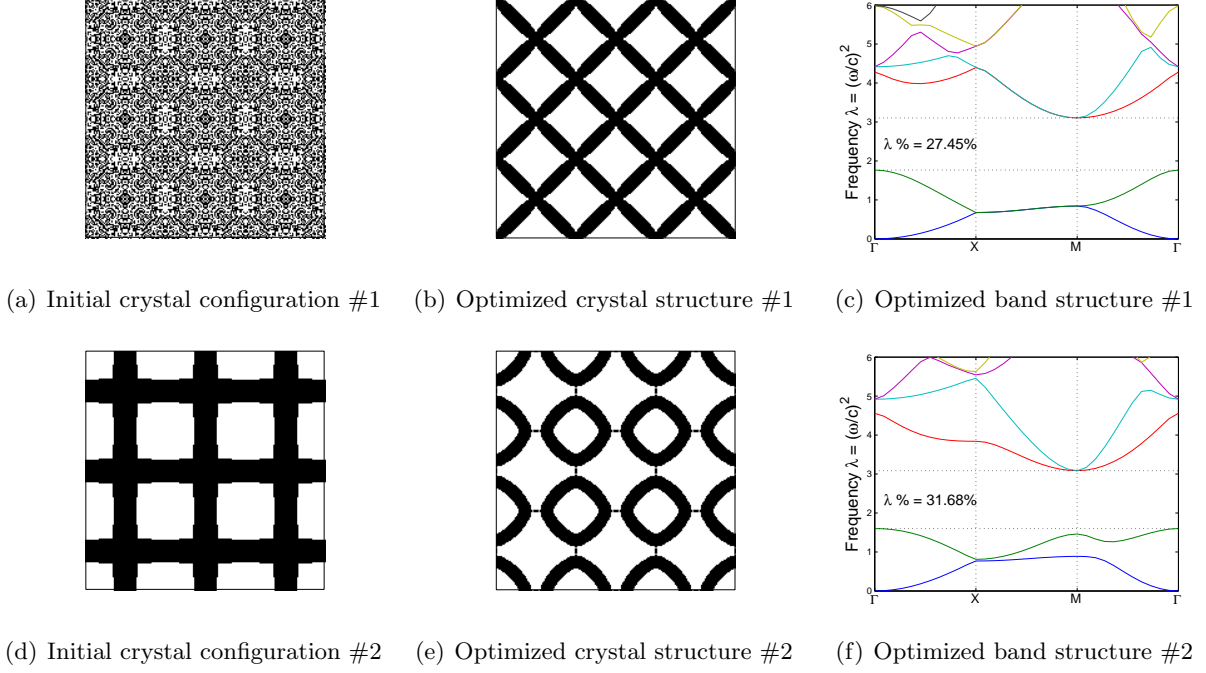 6
5
4
3
2
1
0
Frequency λ = (ω/c)²
λ % = 27.45%
Γ X M Γ
(a) Initial crystal configuration #1 (b) Optimized crystal structure #1 (c) Optimized band structure #1
6
5
4
3
2
1
0
Frequency λ = (ω/c)²
λ % = 31.68%
Γ X M Γ
(d) Initial crystal configuration #2 (e) Optimized crystal structure #2 (f) Optimized band structure #2